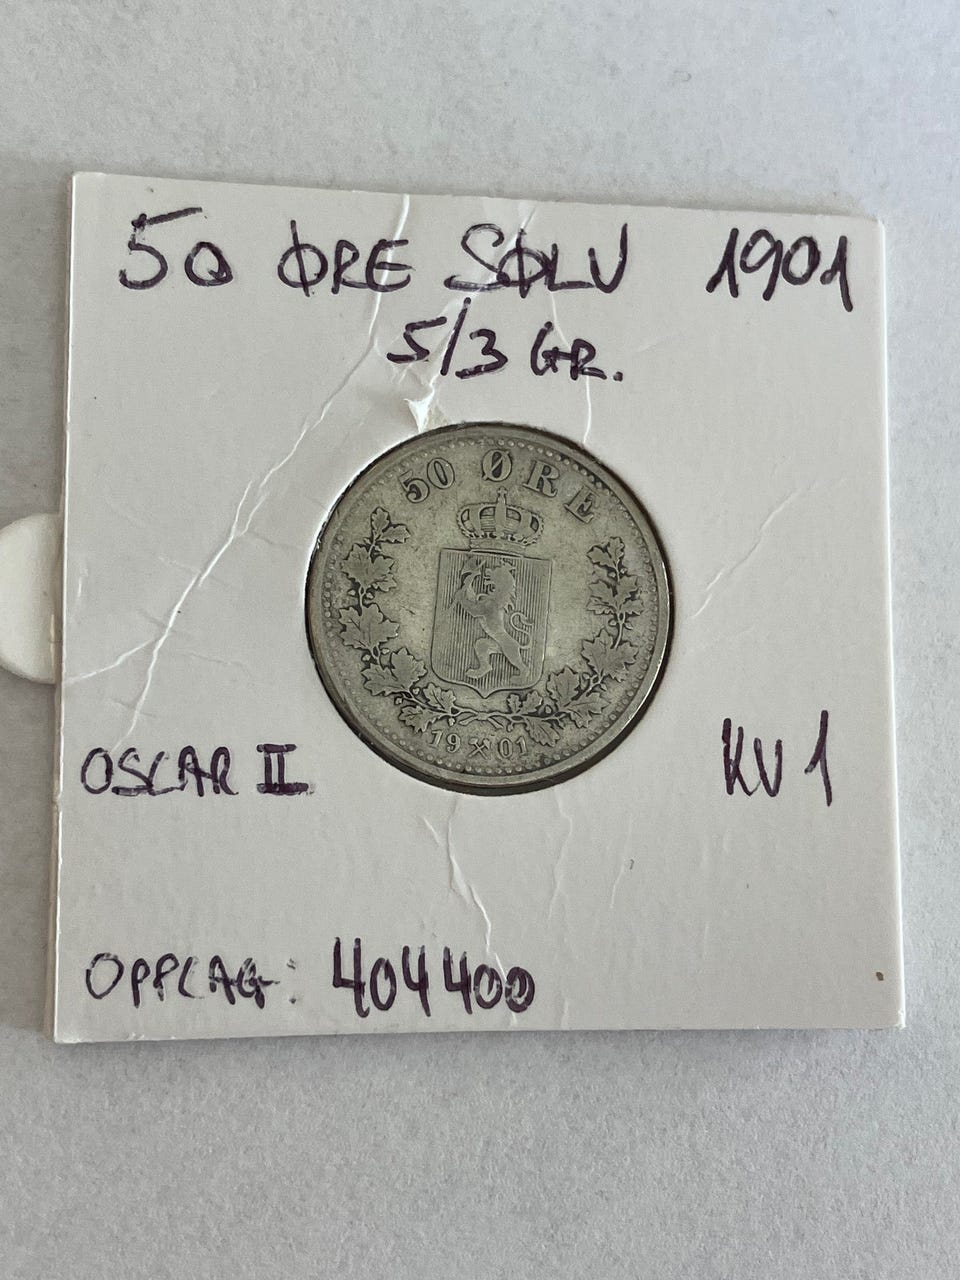 50 ØRE SØLV 1901
5/3 GR.
50 ØRE
19 ⚒ 01
OSCAR II
KV 1
OPPLAG: 404400